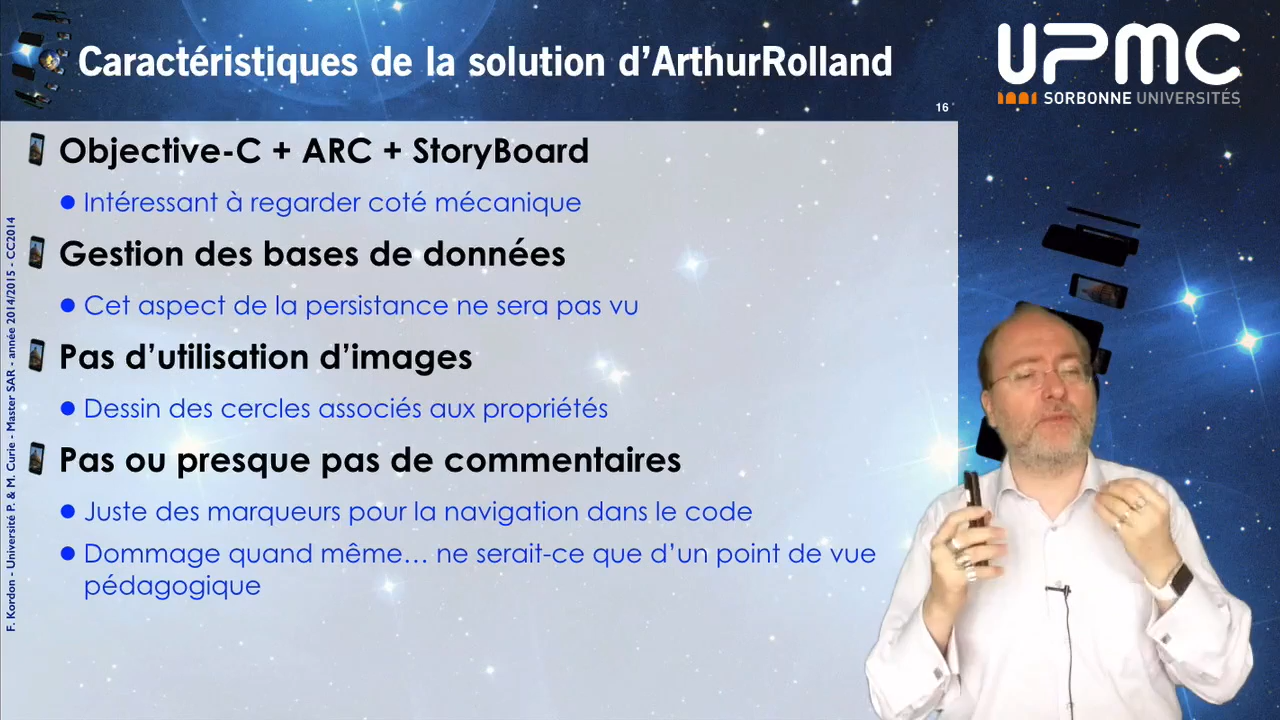 Caractéristiques de la solution d’ArthurRolland
UPMC
SORBONNE UNIVERSITÉS
16
Objective-C + ARC + StoryBoard
Intéressant à regarder coté mécanique
Gestion des bases de données
Cet aspect de la persistance ne sera pas vu
Pas d’utilisation d’images
Dessin des cercles associés aux propriétés
Pas ou presque pas de commentaires
Juste des marqueurs pour la navigation dans le code
Dommage quand même… ne serait-ce que d’un point de vue
pédagogique
F. Kordon - Université P. & M. Curie - Master SAR - année 2014/2015 - CC2014